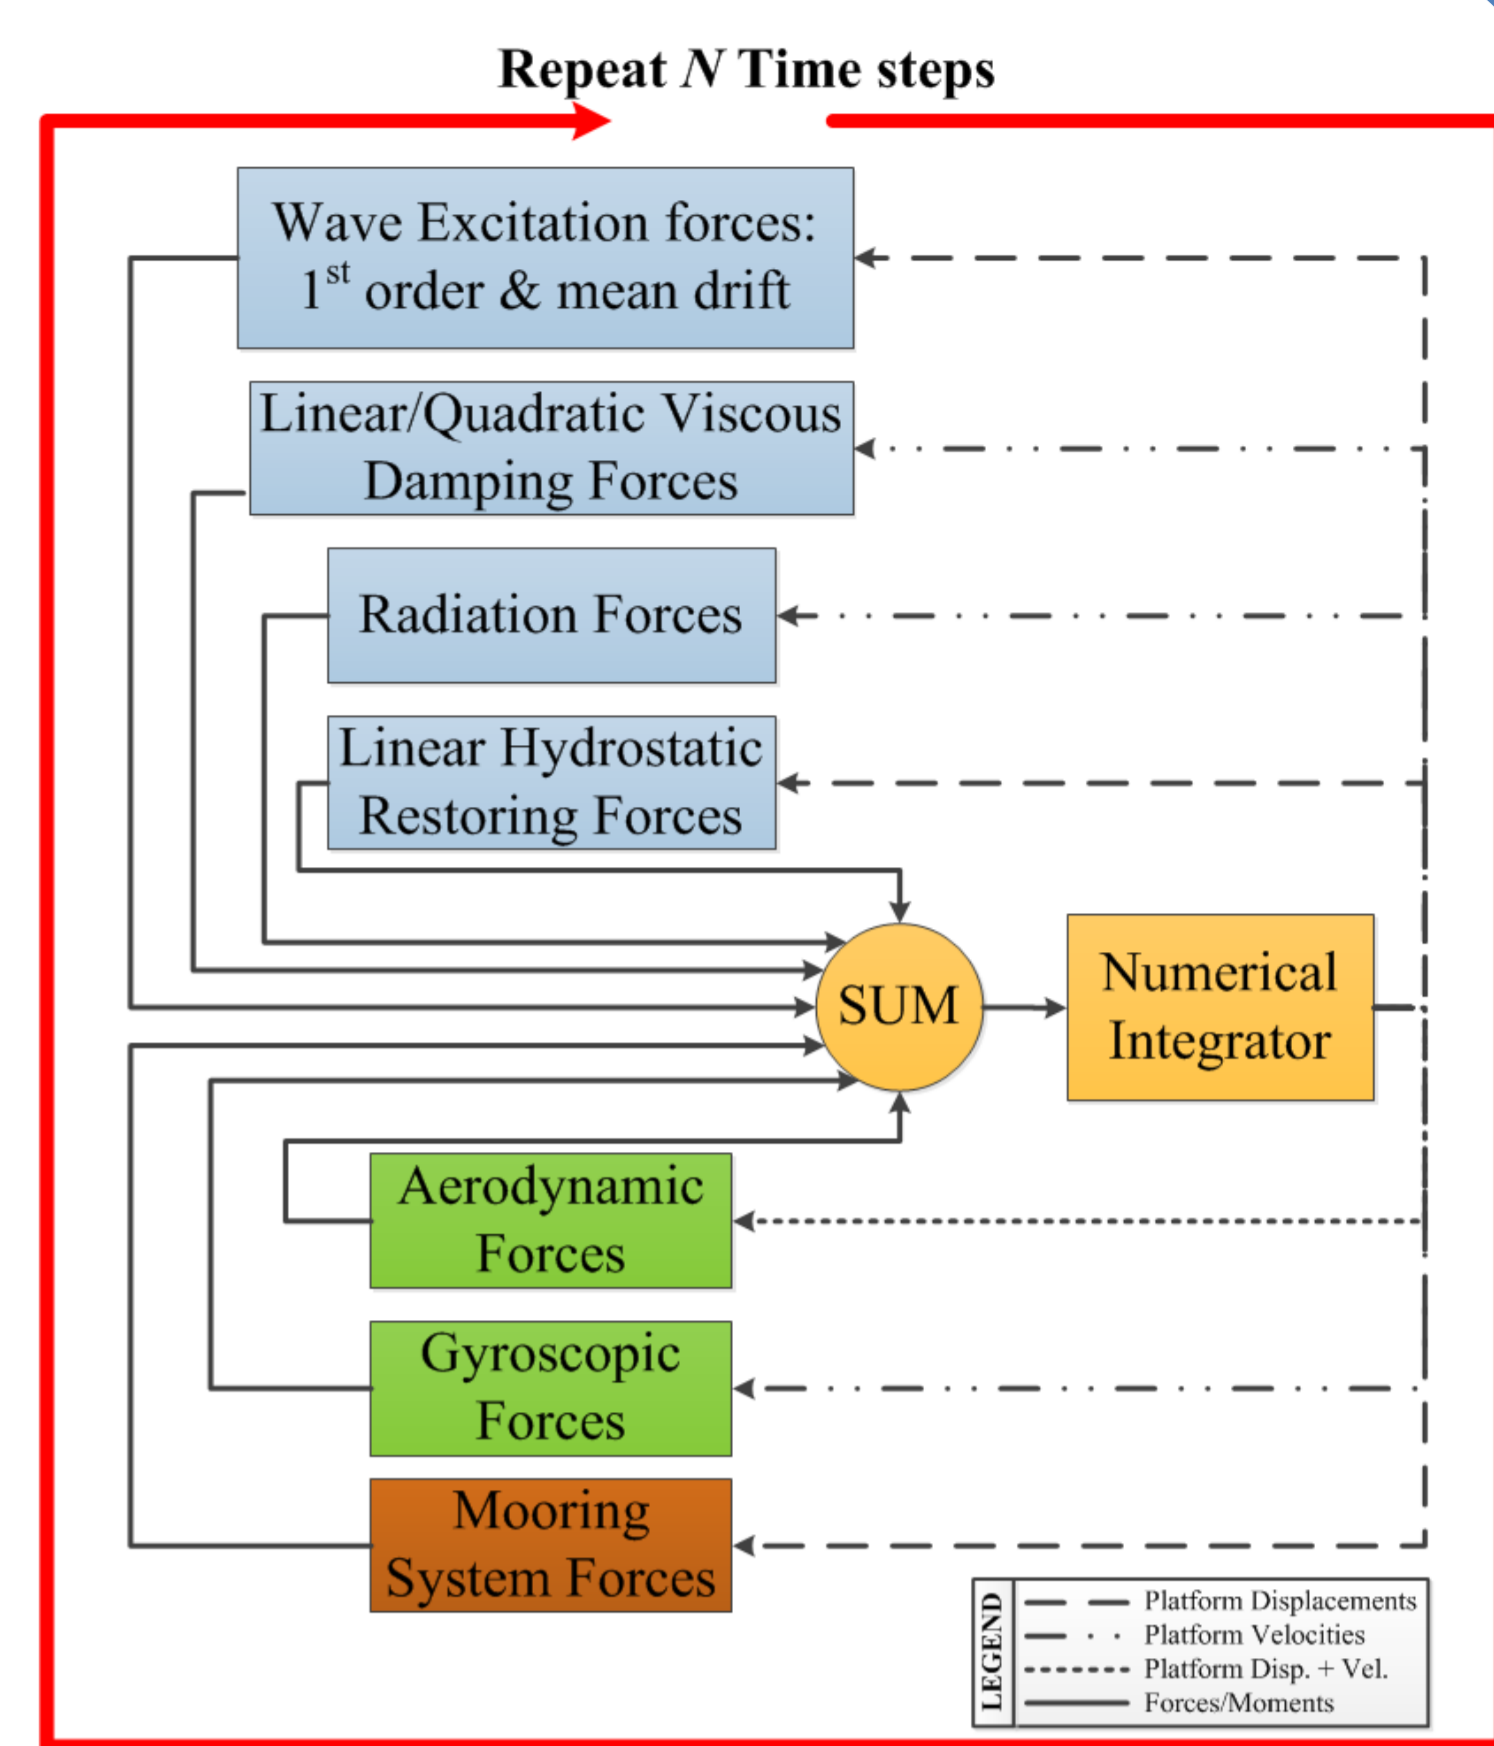 Repeat N Time steps
Wave Excitation forces:
1st order & mean drift
Linear/Quadratic Viscous
Damping Forces
Radiation Forces
Linear Hydrostatic
Restoring Forces
SUM
Numerical
Integrator
Aerodynamic
Forces
Gyroscopic
Forces
Mooring
System Forces
LEGEND
Platform Displacements
Platform Velocities
Platform Disp. + Vel.
Forces/Moments